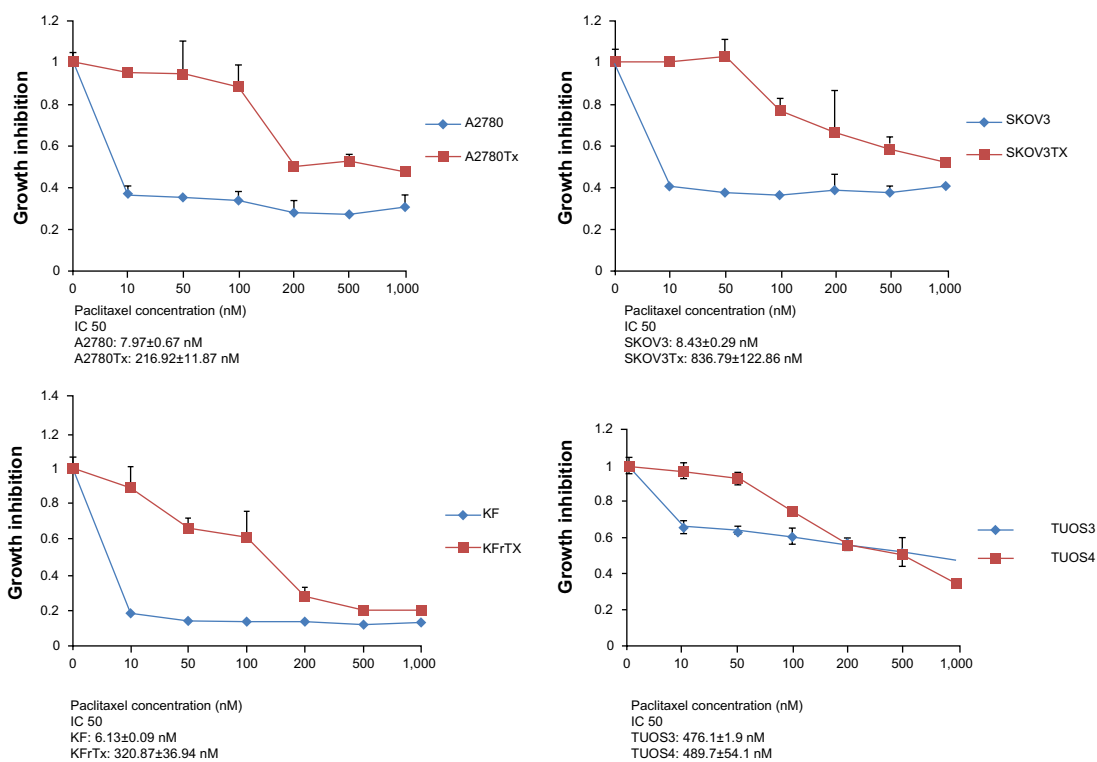 1.2
1
0.8
0.6
0.4
0.2
0
Growth inhibition
A2780
A2780Tx
0 10 50 100 200 500 1,000
Paclitaxel concentration (nM)
IC 50
A2780: 7.97±0.67 nM
A2780Tx: 216.92±11.87 nM
1.2
1
0.8
0.6
0.4
0.2
0
Growth inhibition
SKOV3
SKOV3TX
0 10 50 100 200 500 1,000
Paclitaxel concentration (nM)
IC 50
SKOV3: 8.43±0.29 nM
SKOV3Tx: 836.79±122.86 nM
1.4
1.2
1
0.8
0.6
0.4
0.2
0
Growth inhibition
KF
KFrTX
0 10 50 100 200 500 1,000
Paclitaxel concentration (nM)
IC 50
KF: 6.13±0.09 nM
KFrTx: 320.87±36.94 nM
1.2
1
0.8
0.6
0.4
0.2
0
Growth inhibition
TUOS3
TUOS4
0 10 50 100 200 500 1,000
Paclitaxel concentration (nM)
IC 50
TUOS3: 476.1±1.9 nM
TUOS4: 489.7±54.1 nM